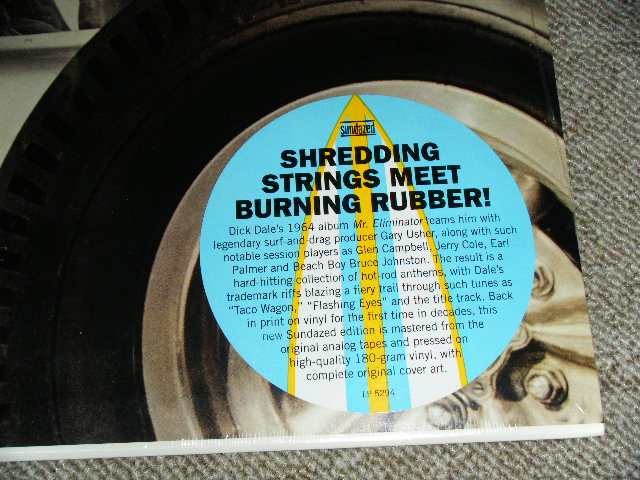 sundazed
SHREDDING
STRINGS MEET
BURNING RUBBER!
Dick Dale's 1964 album Mr. Eliminator teams him with
legendary surf-and-drag producer Gary Usher, along with such
notable session players as Glen Campbell, Jerry Cole, Earl
Palmer and Beach Boy Bruce Johnston. The result is a
hard-hitting collection of hot-rod anthems, with Dale's
trademark riffs blazing a fiery trail through such tunes as
"Taco Wagon," "Flashing Eyes" and the title track. Back
in print on vinyl for the first time in decades, this
new Sundazed edition is mastered from the
original analog tapes and pressed on
high-quality 180-gram vinyl, with
complete original cover art.
LP 5294